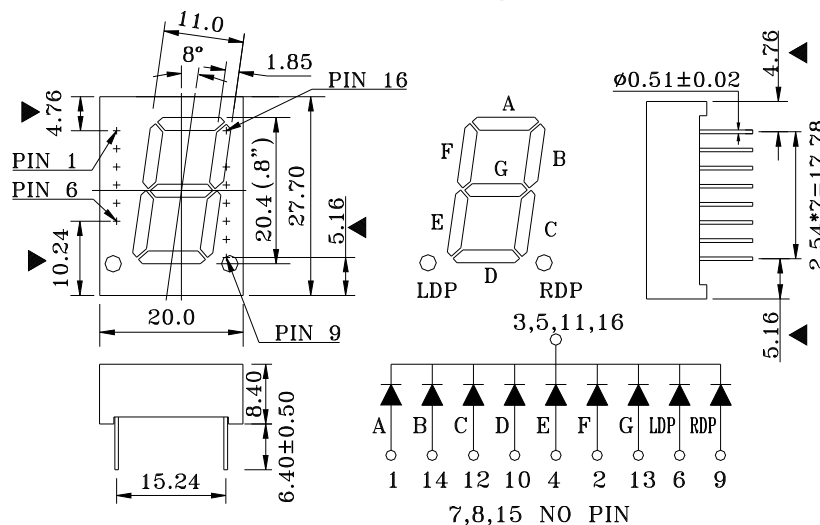 11.0
8°
1.85
PIN 16
4.76
PIN 1
PIN 6
10.24
20.4(.8")
27.70
5.16
20.0
PIN 9
A
F
B
G
E
C
D
LDP
RDP
4.76
ø0.51±0.02
2.54*7=17.78
5.16
8.40
6.40±0.50
15.24
3,5,11,16
A B C D E F G LDP RDP
1 14 12 10 4 2 13 6 9
7,8,15 NO PIN